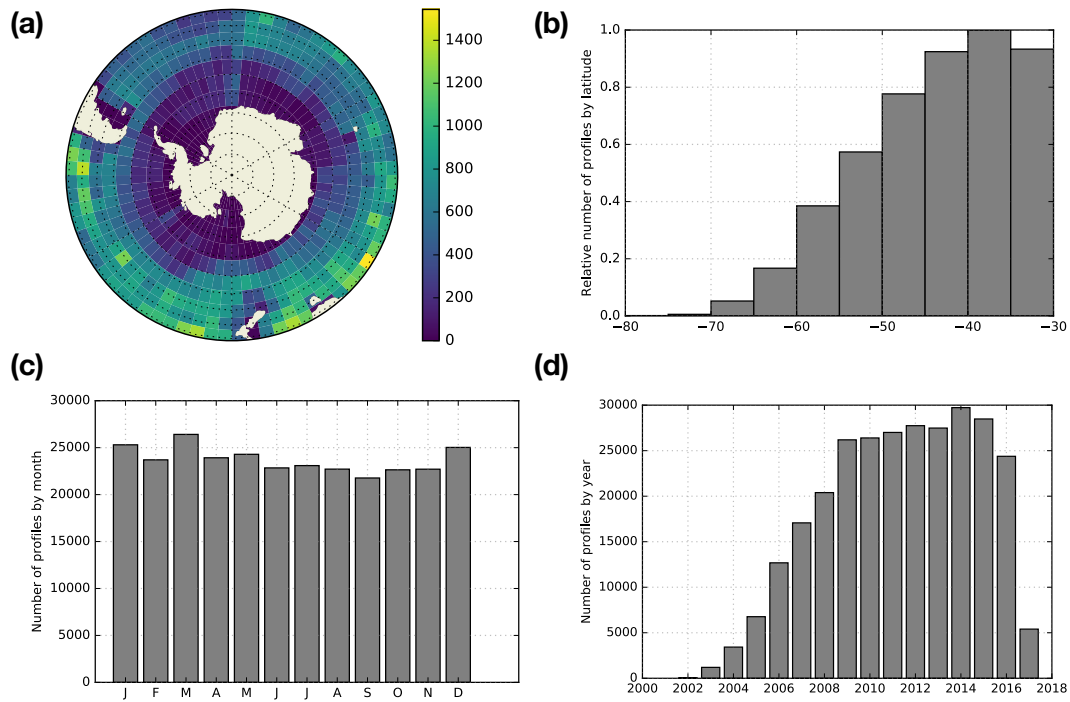 (a)
1400
1200
1000
800
600
400
200
0
(b)
Relative number of profiles by latitude
1.0
0.8
0.6
0.4
0.2
0.0
−80 −70 −60 −50 −40 −30
(c)
Number of profiles by month
30000
25000
20000
15000
10000
5000
0
J F M A M J J A S O N D
(d)
Number of profiles by year
30000
25000
20000
15000
10000
5000
0
2000 2002 2004 2006 2008 2010 2012 2014 2016 2018